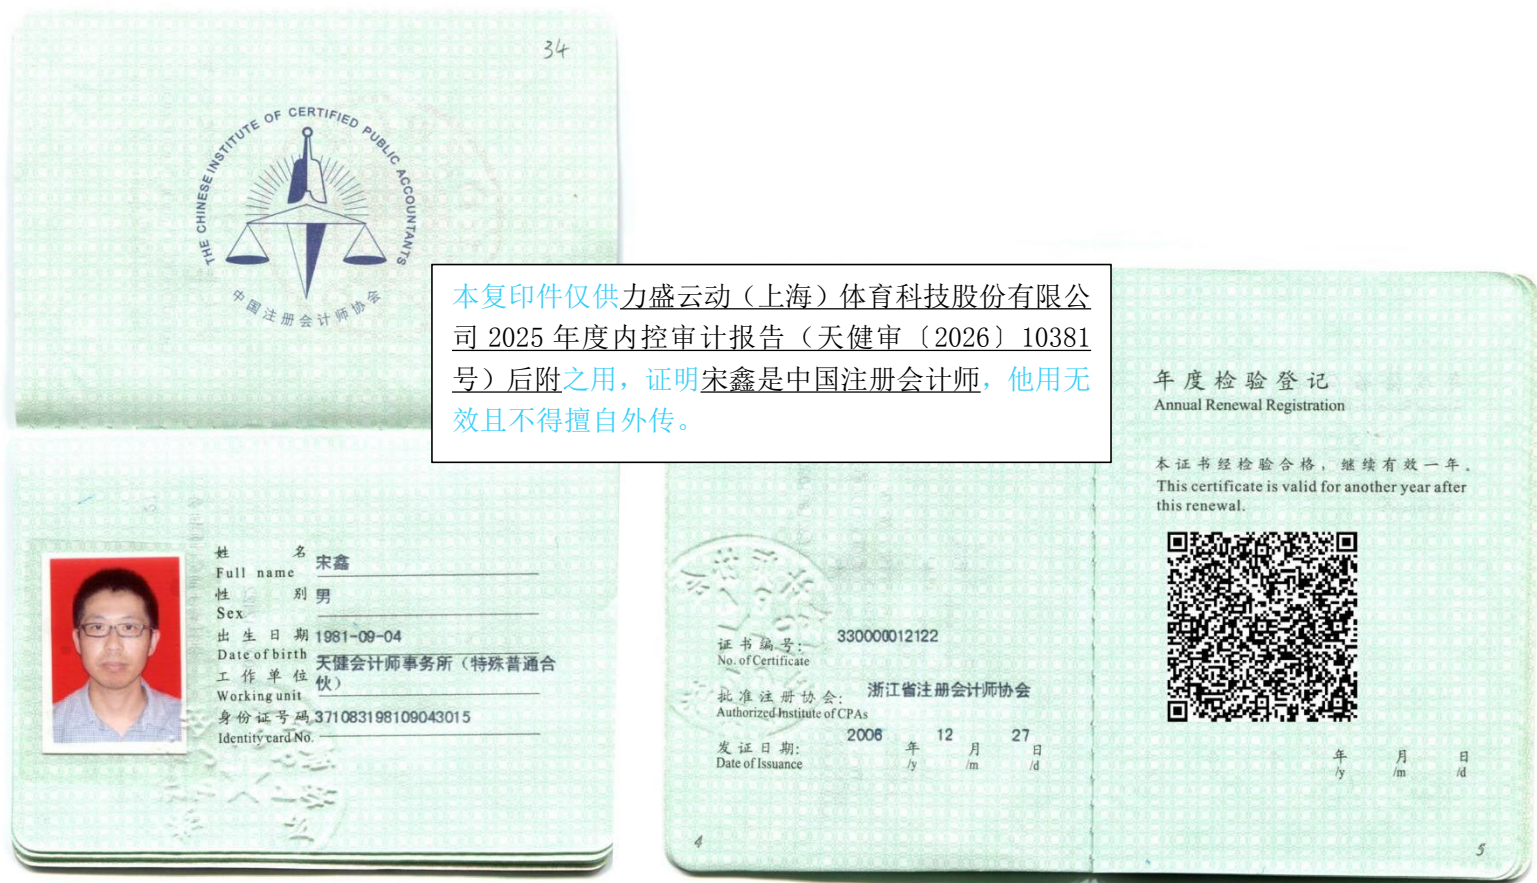 34
THE CHINESE INSTITUTE OF CERTIFIED PUBLIC ACCOUNTANTS
中国注册会计师协会
本复印件仅供力盛云动（上海）体育科技股份有限公
司 2025 年度内控审计报告（天健审〔2026〕10381
号）后附之用，证明宋鑫是中国注册会计师，他用无
效且不得擅自外传。
姓 名 宋鑫
Full name
性 别 男
Sex
出生日期 1981-09-04
Date of birth
工作单位 天健会计师事务所（特殊普通合
伙）
Working unit
身份证号码 371083198109043015
Identity card No.
证书编号: 330000012122
No. of Certificate
批准注册协会: 浙江省注册会计师协会
Authorized Institute of CPAs
发证日期: 2006 年 12 月 27 日
Date of Issuance /y /m /d
4
年度检验登记
Annual Renewal Registration
本证书经检验合格，继续有效一年。
This certificate is valid for another year after
this renewal.
年 月 日
/y /m /d
5